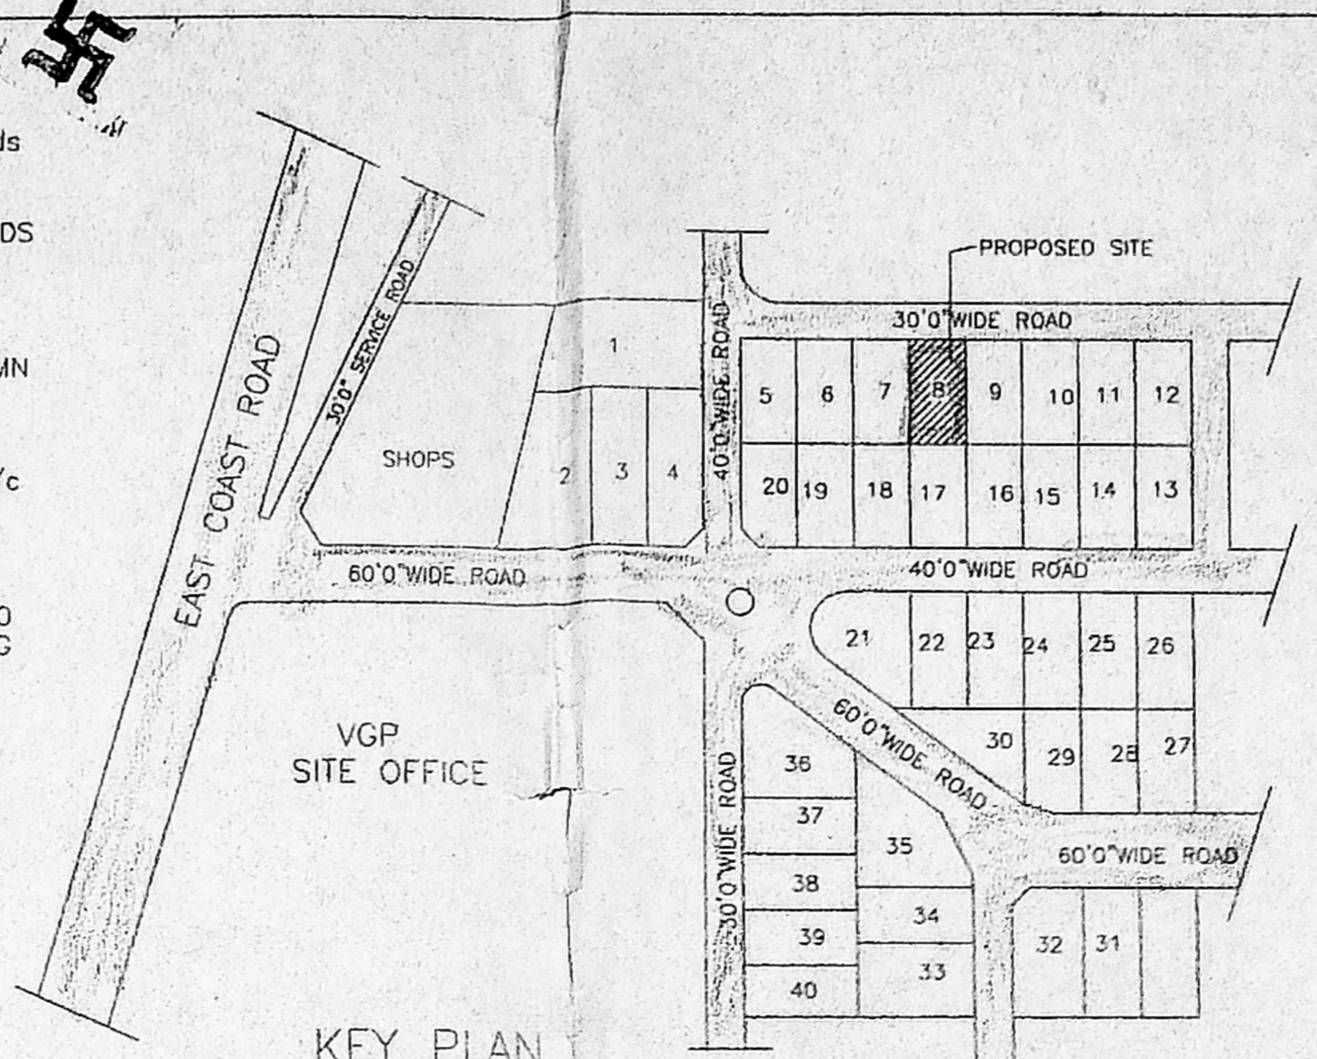 ds
DS
MN
/c
O
G
PROPOSED SITE
30'0"WIDE ROAD
EAST COAST ROAD
30'0" SERVICE ROAD
SHOPS
1
2
3
4
40'0"WIDE ROAD
5 6 7 8 9 10 11 12
20 19 18 17 16 15 14 13
60'0"WIDE ROAD
40'0"WIDE ROAD
21 22 23 24 25 26
60'0"WIDE ROAD
30 29 28 27
VGP
SITE OFFICE
30'0"WIDE ROAD
36
37
38
39
40
35
34
33
60'0"WIDE ROAD
32 31
KEY PLAN